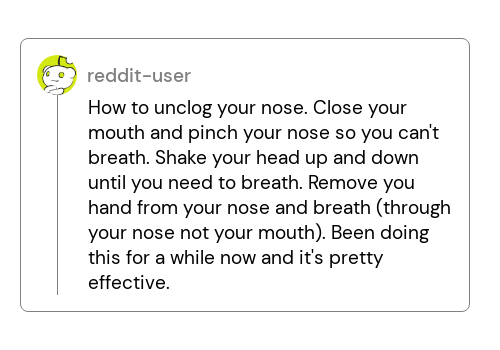 reddit-user
How to unclog your nose. Close your
mouth and pinch your nose so you can't
breath. Shake your head up and down
until you need to breath. Remove you
hand from your nose and breath (through
your nose not your mouth). Been doing
this for a while now and it's pretty
effective.